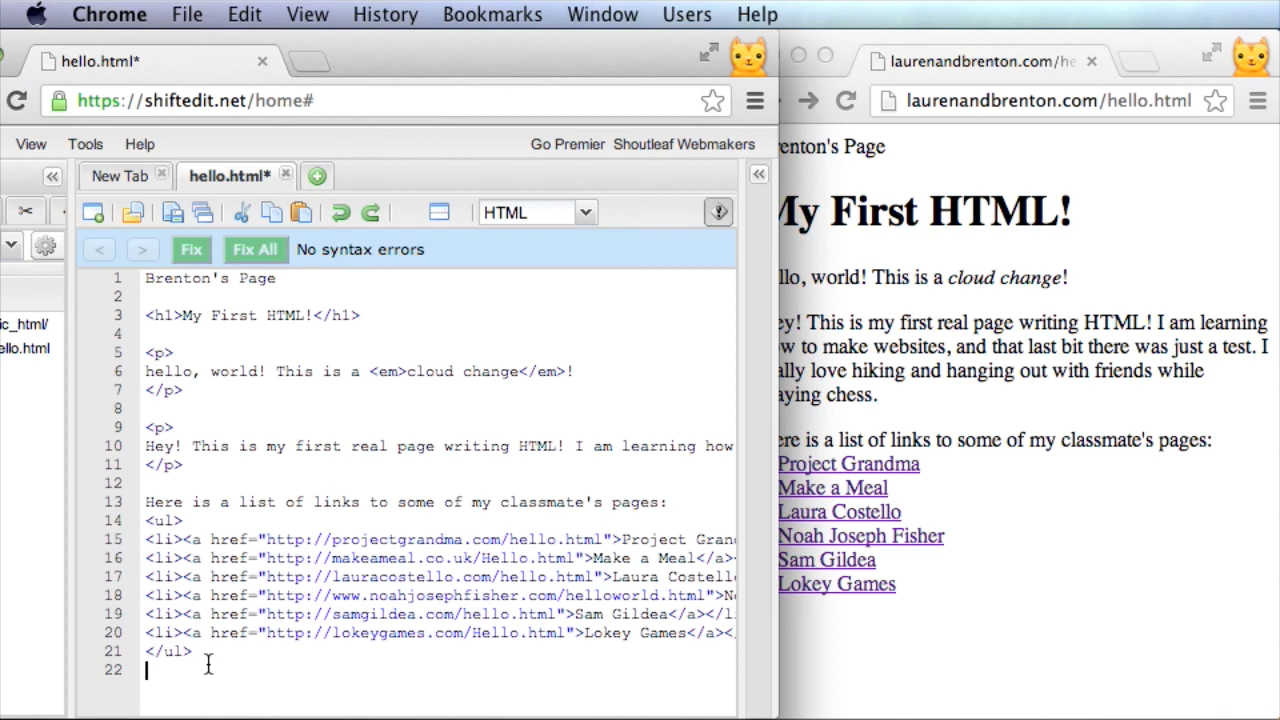 Chrome File Edit View History Bookmarks Window Users Help
hello.html*
https://shiftedit.net/home#
View Tools Help Go Premier Shoutleaf Webmakers
New Tab hello.html*
HTML
Fix Fix All No syntax errors
ic_html/
ello.html
1 Brenton's Page
2
3 <h1>My First HTML!</h1>
4
5 <p>
6 hello, world! This is a <em>cloud change</em>!
7 </p>
8
9 <p>
10 Hey! This is my first real page writing HTML! I am learning how
11 </p>
12
13 Here is a list of links to some of my classmate's pages:
14 <ul>
15 <li><a href="http://projectgrandma.com/hello.html">Project Gran
16 <li><a href="http://makeameal.co.uk/Hello.html">Make a Meal</a>
17 <li><a href="http://lauracostello.com/hello.html">Laura Costell
18 <li><a href="http://www.noahjosephfisher.com/helloworld.html">N
19 <li><a href="http://samgildea.com/hello.html">Sam Gildea</a></l
20 <li><a href="http://lokeygames.com/Hello.html">Lokey Games</a><
21 </ul>
22
laurenandbrenton.com/he
laurenandbrenton.com/hello.html
enton's Page
My First HTML!
llo, world! This is a cloud change!
ey! This is my first real page writing HTML! I am learning
w to make websites, and that last bit there was just a test. I
ally love hiking and hanging out with friends while
aying chess.
ere is a list of links to some of my classmate's pages:
Project Grandma
Make a Meal
Laura Costello
Noah Joseph Fisher
Sam Gildea
Lokey Games